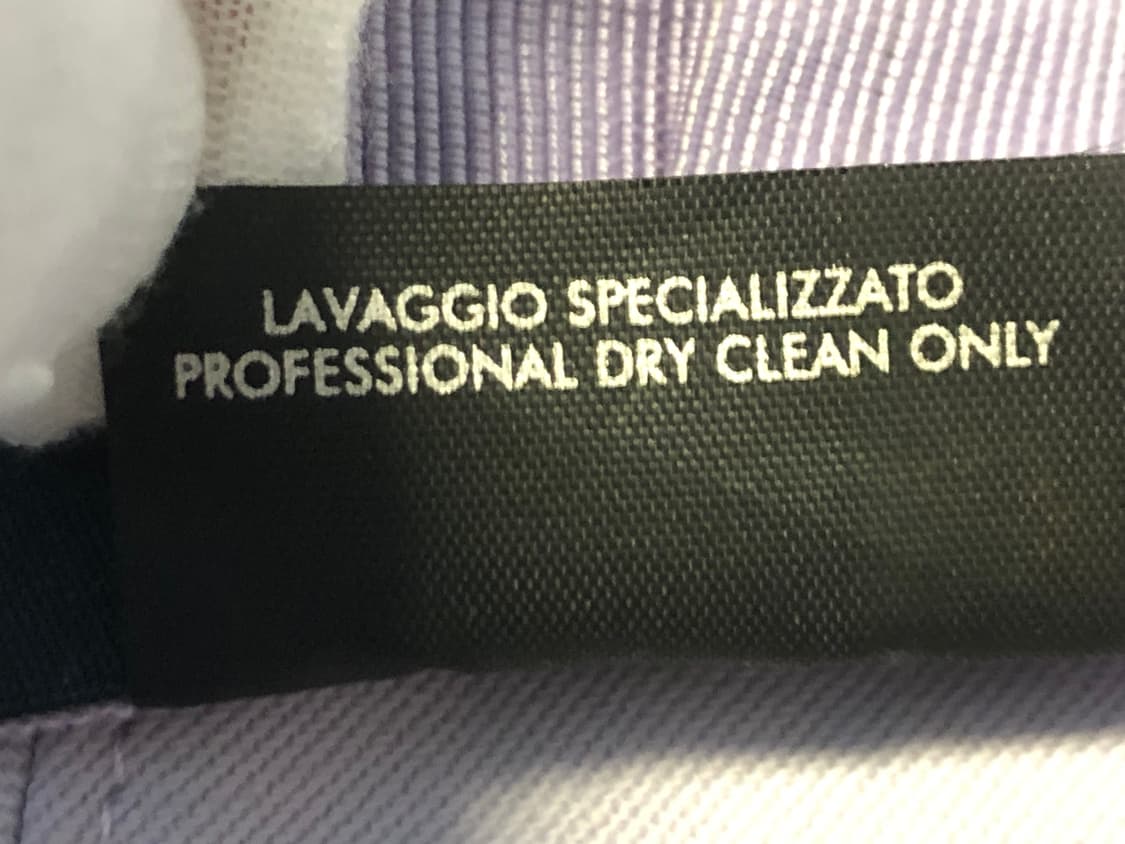 LAVAGGIO SPECIALIZZATO
PROFESSIONAL DRY CLEAN ONLY